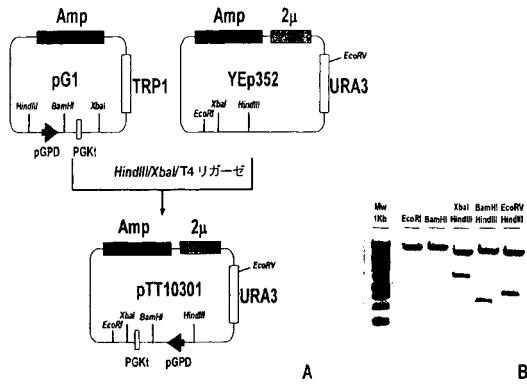 Amp
pG1
TRP1
HindIII BamHI XbaI
pGPD PGKt
Amp 2μ
YEp352
EcoRV
URA3
EcoRI XbaI HindIII
HindIII/XbaI/T4 リガーゼ
Amp 2μ
pTT10301
EcoRV
URA3
EcoRI XbaI BamHI HindIII
PGKt pGPD
A
Mw 1Kb
EcoRI
BamHI
XbaI HindIII
BamHI HindIII
EcoRV HindIII
B